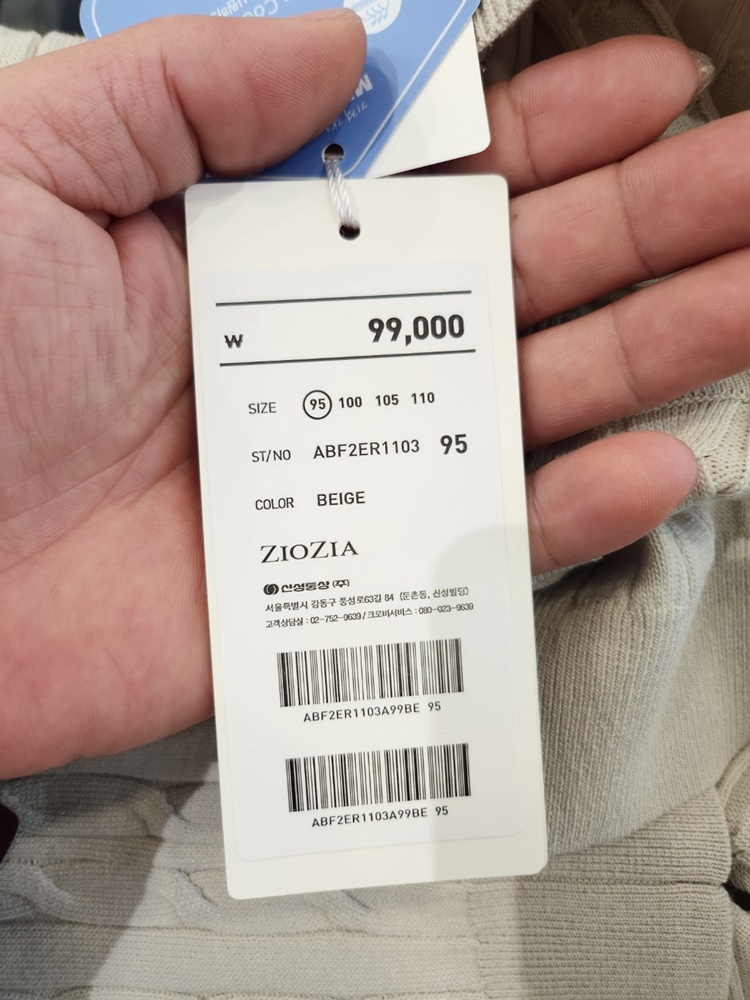 ₩ 99,000
SIZE 95 100 105 110
ST/NO ABF2ER1103 95
COLOR BEIGE
ZIOZIA
신성통상 (주)
서울특별시 강동구 풍성로63길 84 (둔촌동, 신성빌딩)
고객상담실 : 02-752-9639 / 크로바서비스 : 080-023-9639
ABF2ER1103A99BE 95
ABF2ER1103A99BE 95